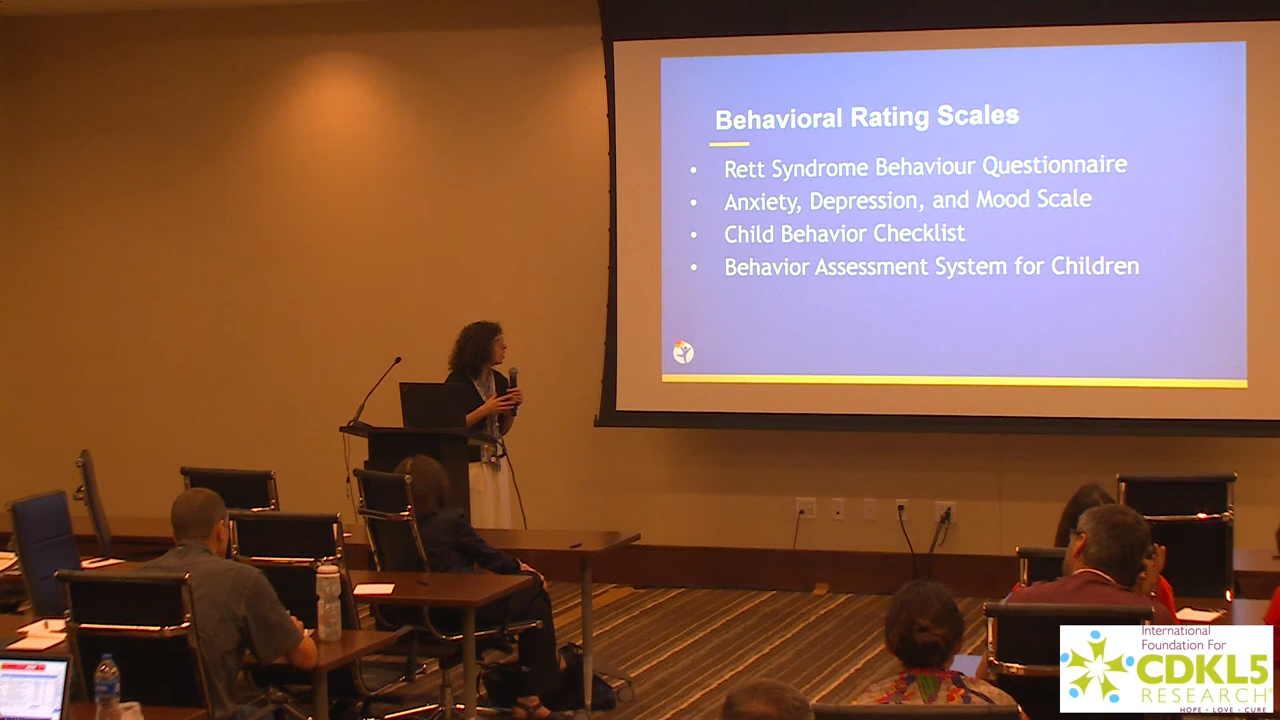 Behavioral Rating Scales
• Rett Syndrome Behaviour Questionnaire
• Anxiety, Depression, and Mood Scale
• Child Behavior Checklist
• Behavior Assessment System for Children
International
Foundation For
CDKL5
RESEARCH
HOPE • LOVE • CURE